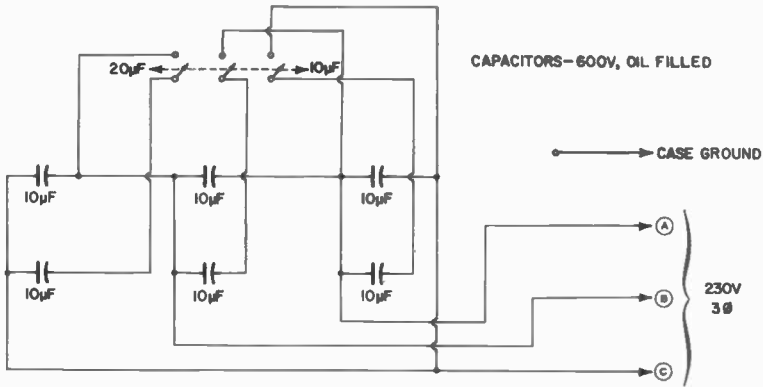 20µF
10µF
CAPACITORS-600V, OIL FILLED
CASE GROUND
10µF
10µF
10µF
A
10µF
10µF
10µF
B
230V
3Ø
C